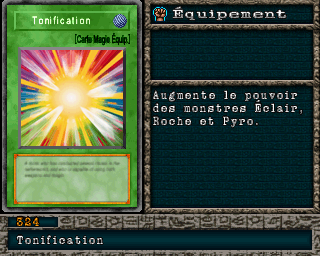 Tonification
[Carte Magie Équip.]
Équipement
Augmente le pouvoir
des monstres Éclair,
Roche et Pyro.
324
Tonification